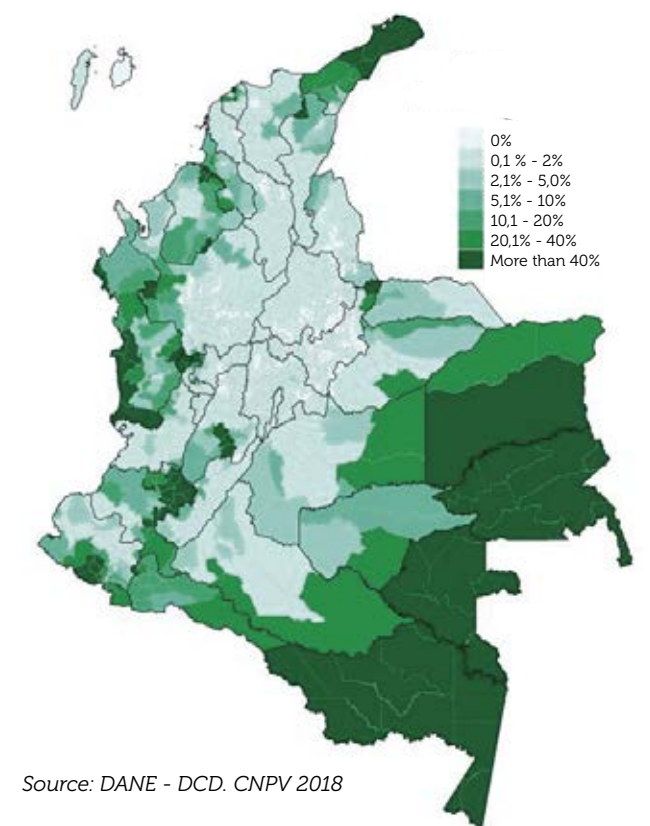 0%
0,1 % - 2%
2,1% - 5,0%
5,1% - 10%
10,1 - 20%
20,1% - 40%
More than 40%
Source: DANE - DCD. CNPV 2018